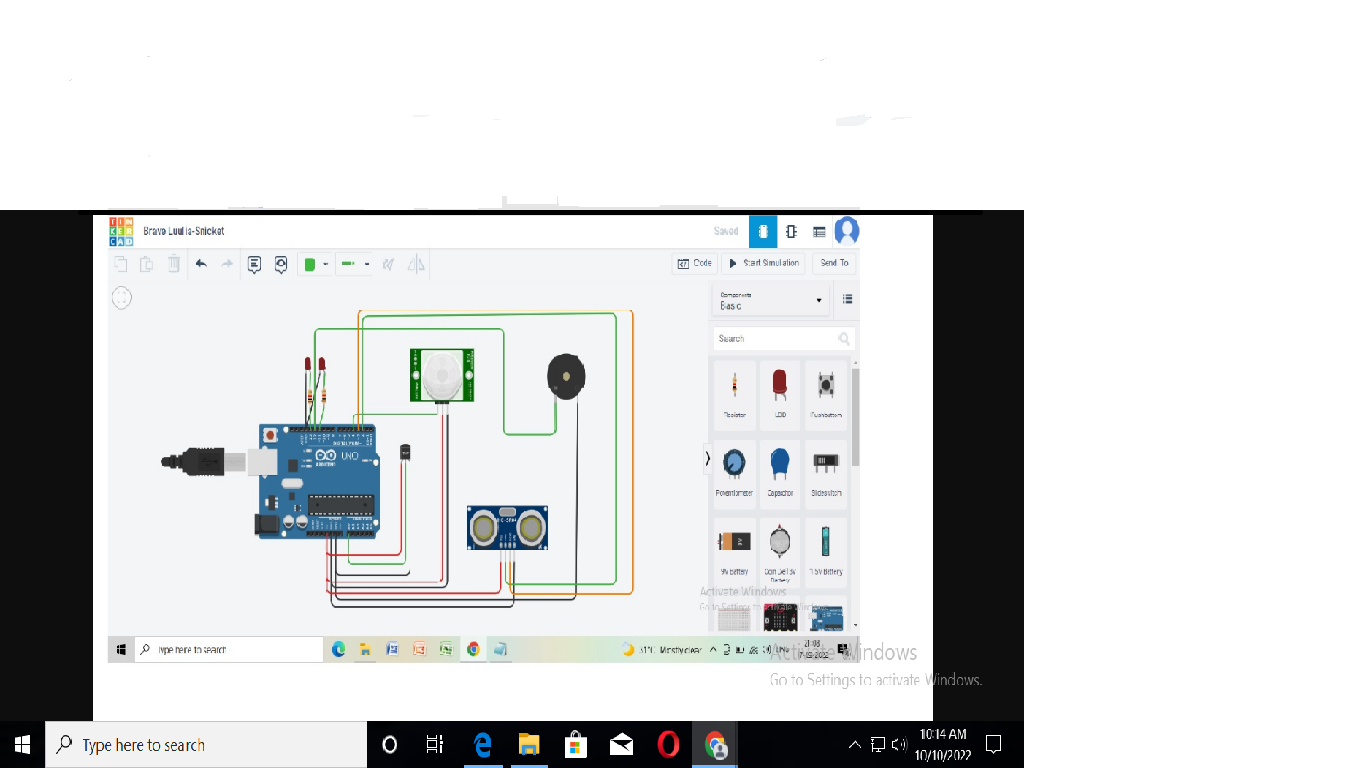 TIN
KER
CAD
Brave Luulia-Snicket
Saved
Code
Start Simulation
Send To
Components
Basic
Search
Resistor
LED
Pushbutton
Potentiometer
Capacitor
Slideswitch
9V Battery
Coin Cell 3V Battery
1.5V Battery
UNO
ARDUINO
Activate Windows
Go to Settings to activate Windows.
Type here to search
31°C Mostly clear
Activate Windows
Go to Settings to activate Windows.
Type here to search
10:14 AM
10/10/2022